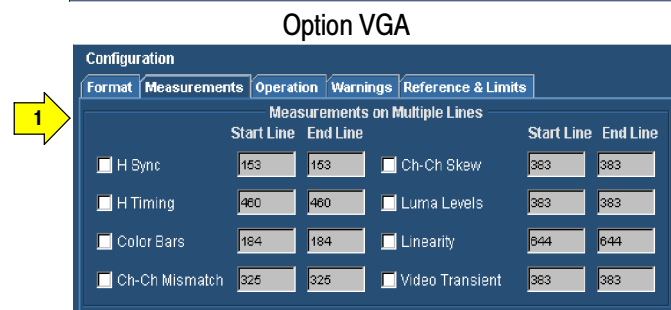 Option VGA
Configuration
Format Measurements Operation Warnings Reference & Limits
1
Measurements on Multiple Lines
Start Line End Line Start Line End Line
H Sync 153 153 Ch-Ch Skew 383 383
H Timing 460 460 Luma Levels 383 383
Color Bars 184 184 Linearity 644 644
Ch-Ch Mismatch 325 325 Video Transient 383 383